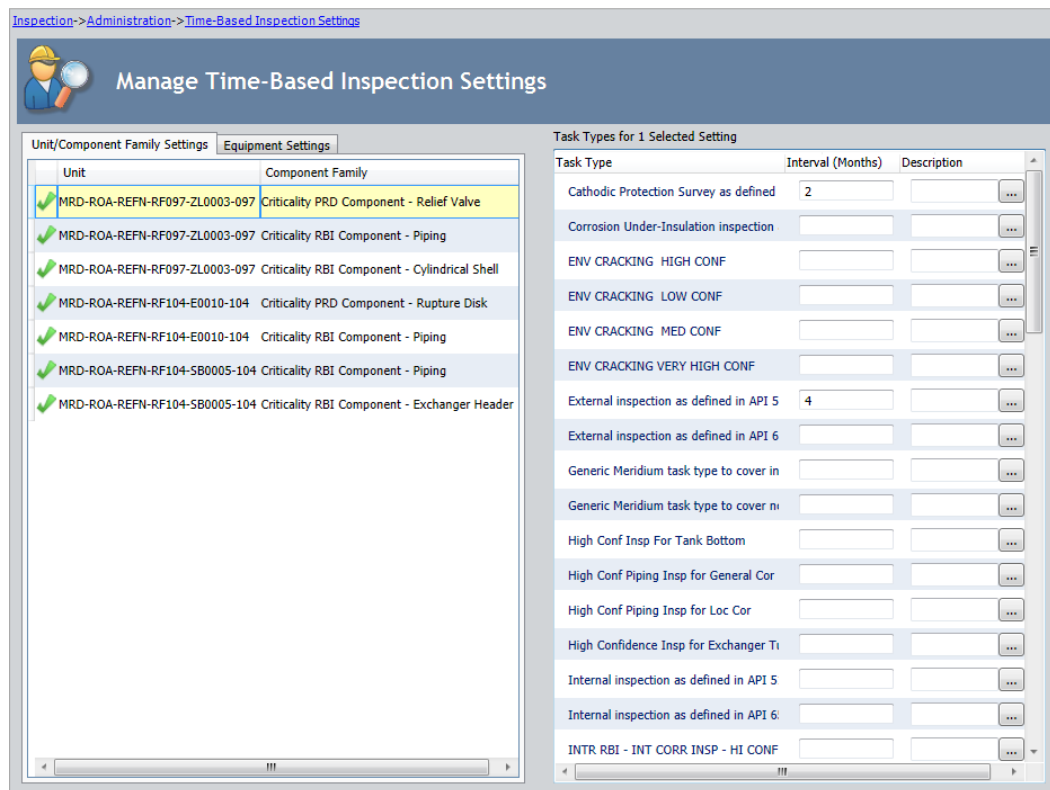 Inspection->Administration->Time-Based Inspection Settings
Manage Time-Based Inspection Settings
Unit/Component Family Settings Equipment Settings
Unit Component Family
MRD-ROA-REFN-RF097-ZL0003-097 Criticality PRD Component - Relief Valve
MRD-ROA-REFN-RF097-ZL0003-097 Criticality RBI Component - Piping
MRD-ROA-REFN-RF097-ZL0003-097 Criticality RBI Component - Cylindrical Shell
MRD-ROA-REFN-RF104-E0010-104 Criticality PRD Component - Rupture Disk
MRD-ROA-REFN-RF104-E0010-104 Criticality RBI Component - Piping
MRD-ROA-REFN-RF104-SB0005-104 Criticality RBI Component - Piping
MRD-ROA-REFN-RF104-SB0005-104 Criticality RBI Component - Exchanger Header
Task Types for 1 Selected Setting
Task Type Interval (Months) Description
Cathodic Protection Survey as defined 2 ...
Corrosion Under-Insulation inspection ...
ENV CRACKING  HIGH CONF ...
ENV CRACKING  LOW CONF ...
ENV CRACKING  MED CONF ...
ENV CRACKING VERY HIGH CONF ...
External inspection as defined in API 5 4 ...
External inspection as defined in API 6 ...
Generic Meridium task type to cover in ...
Generic Meridium task type to cover n ...
High Conf Insp For Tank Bottom ...
High Conf Piping Insp for General Cor ...
High Conf Piping Insp for Loc Cor ...
High Confidence Insp for Exchanger T ...
Internal inspection as defined in API 5 ...
Internal inspection as defined in API 6 ...
INTR RBI - INT CORR INSP - HI CONF ...